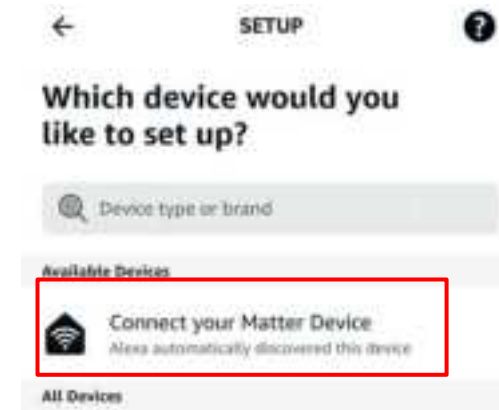 SETUP
?
Which device would you
like to set up?
Device type or brand
Available Devices
Connect your Matter Device
Alexa automatically discovered this device
All Devices